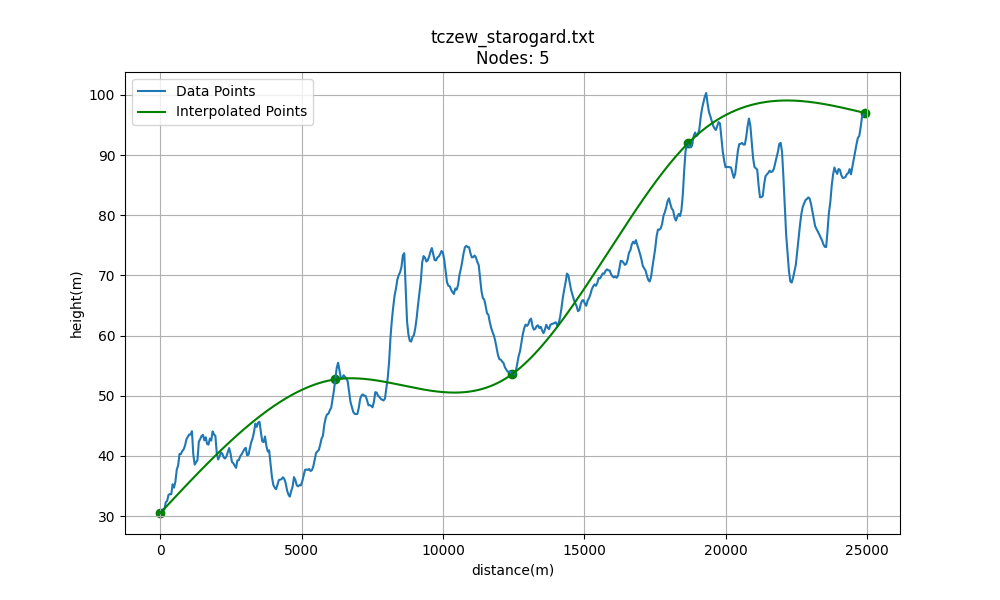 tczew_starogard.txt
Nodes: 5
Data Points
Interpolated Points
100
90
80
70
60
50
40
30
height(m)
0
5000
10000
15000
20000
25000
distance(m)